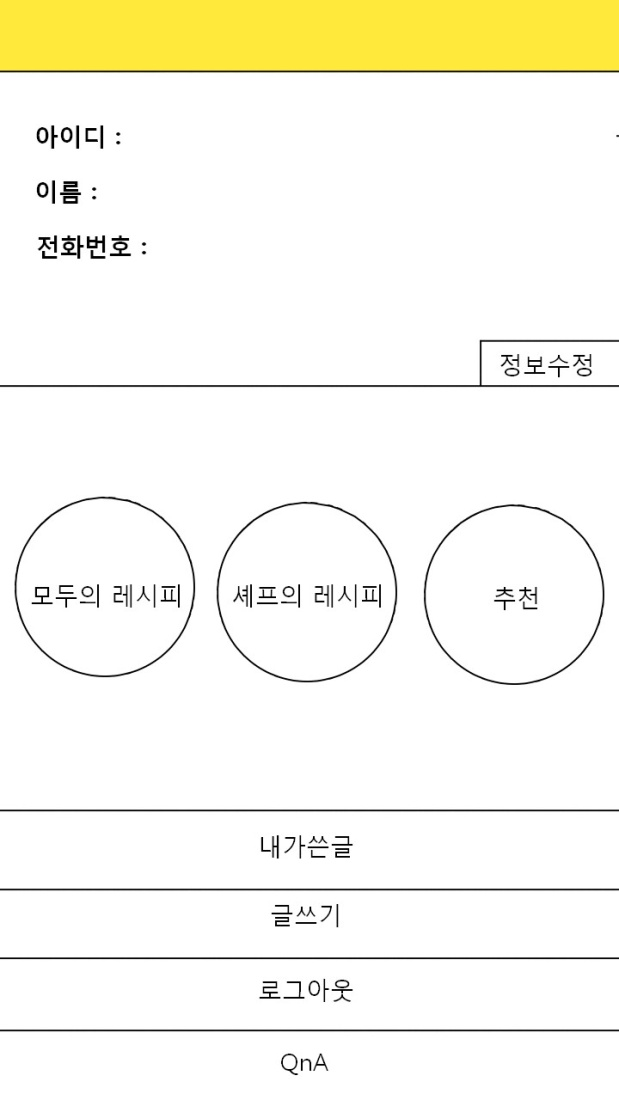 아이디 :
이름 :
전화번호 :
정보수정
모두의 레시피
셰프의 레시피
추천
내가쓴글
글쓰기
로그아웃
QnA